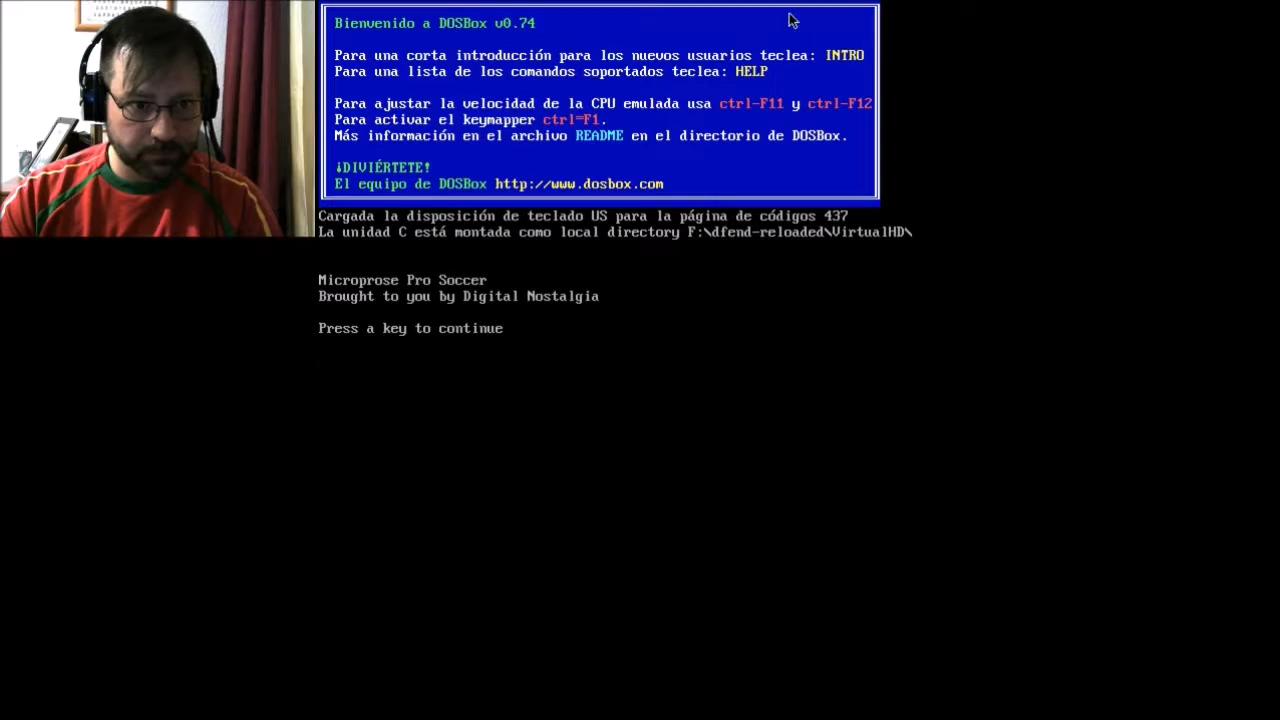 Bienvenido a DOSBox v0.74
Para una corta introducción para los nuevos usuarios teclea: INTRO
Para una lista de los comandos soportados teclea: HELP
Para ajustar la velocidad de la CPU emulada usa ctrl-F11 y ctrl-F12
Para activar el keymapper ctrl=F1.
Más información en el archivo README en el directorio de DOSBox.
¡DIVIÉRTETE!
El equipo de DOSBox http://www.dosbox.com
Cargada la disposición de teclado US para la página de códigos 437
La unidad C está montada como local directory F:\dfend-reloaded\VirtualHD\
Microprose Pro Soccer
Brought to you by Digital Nostalgia
Press a key to continue